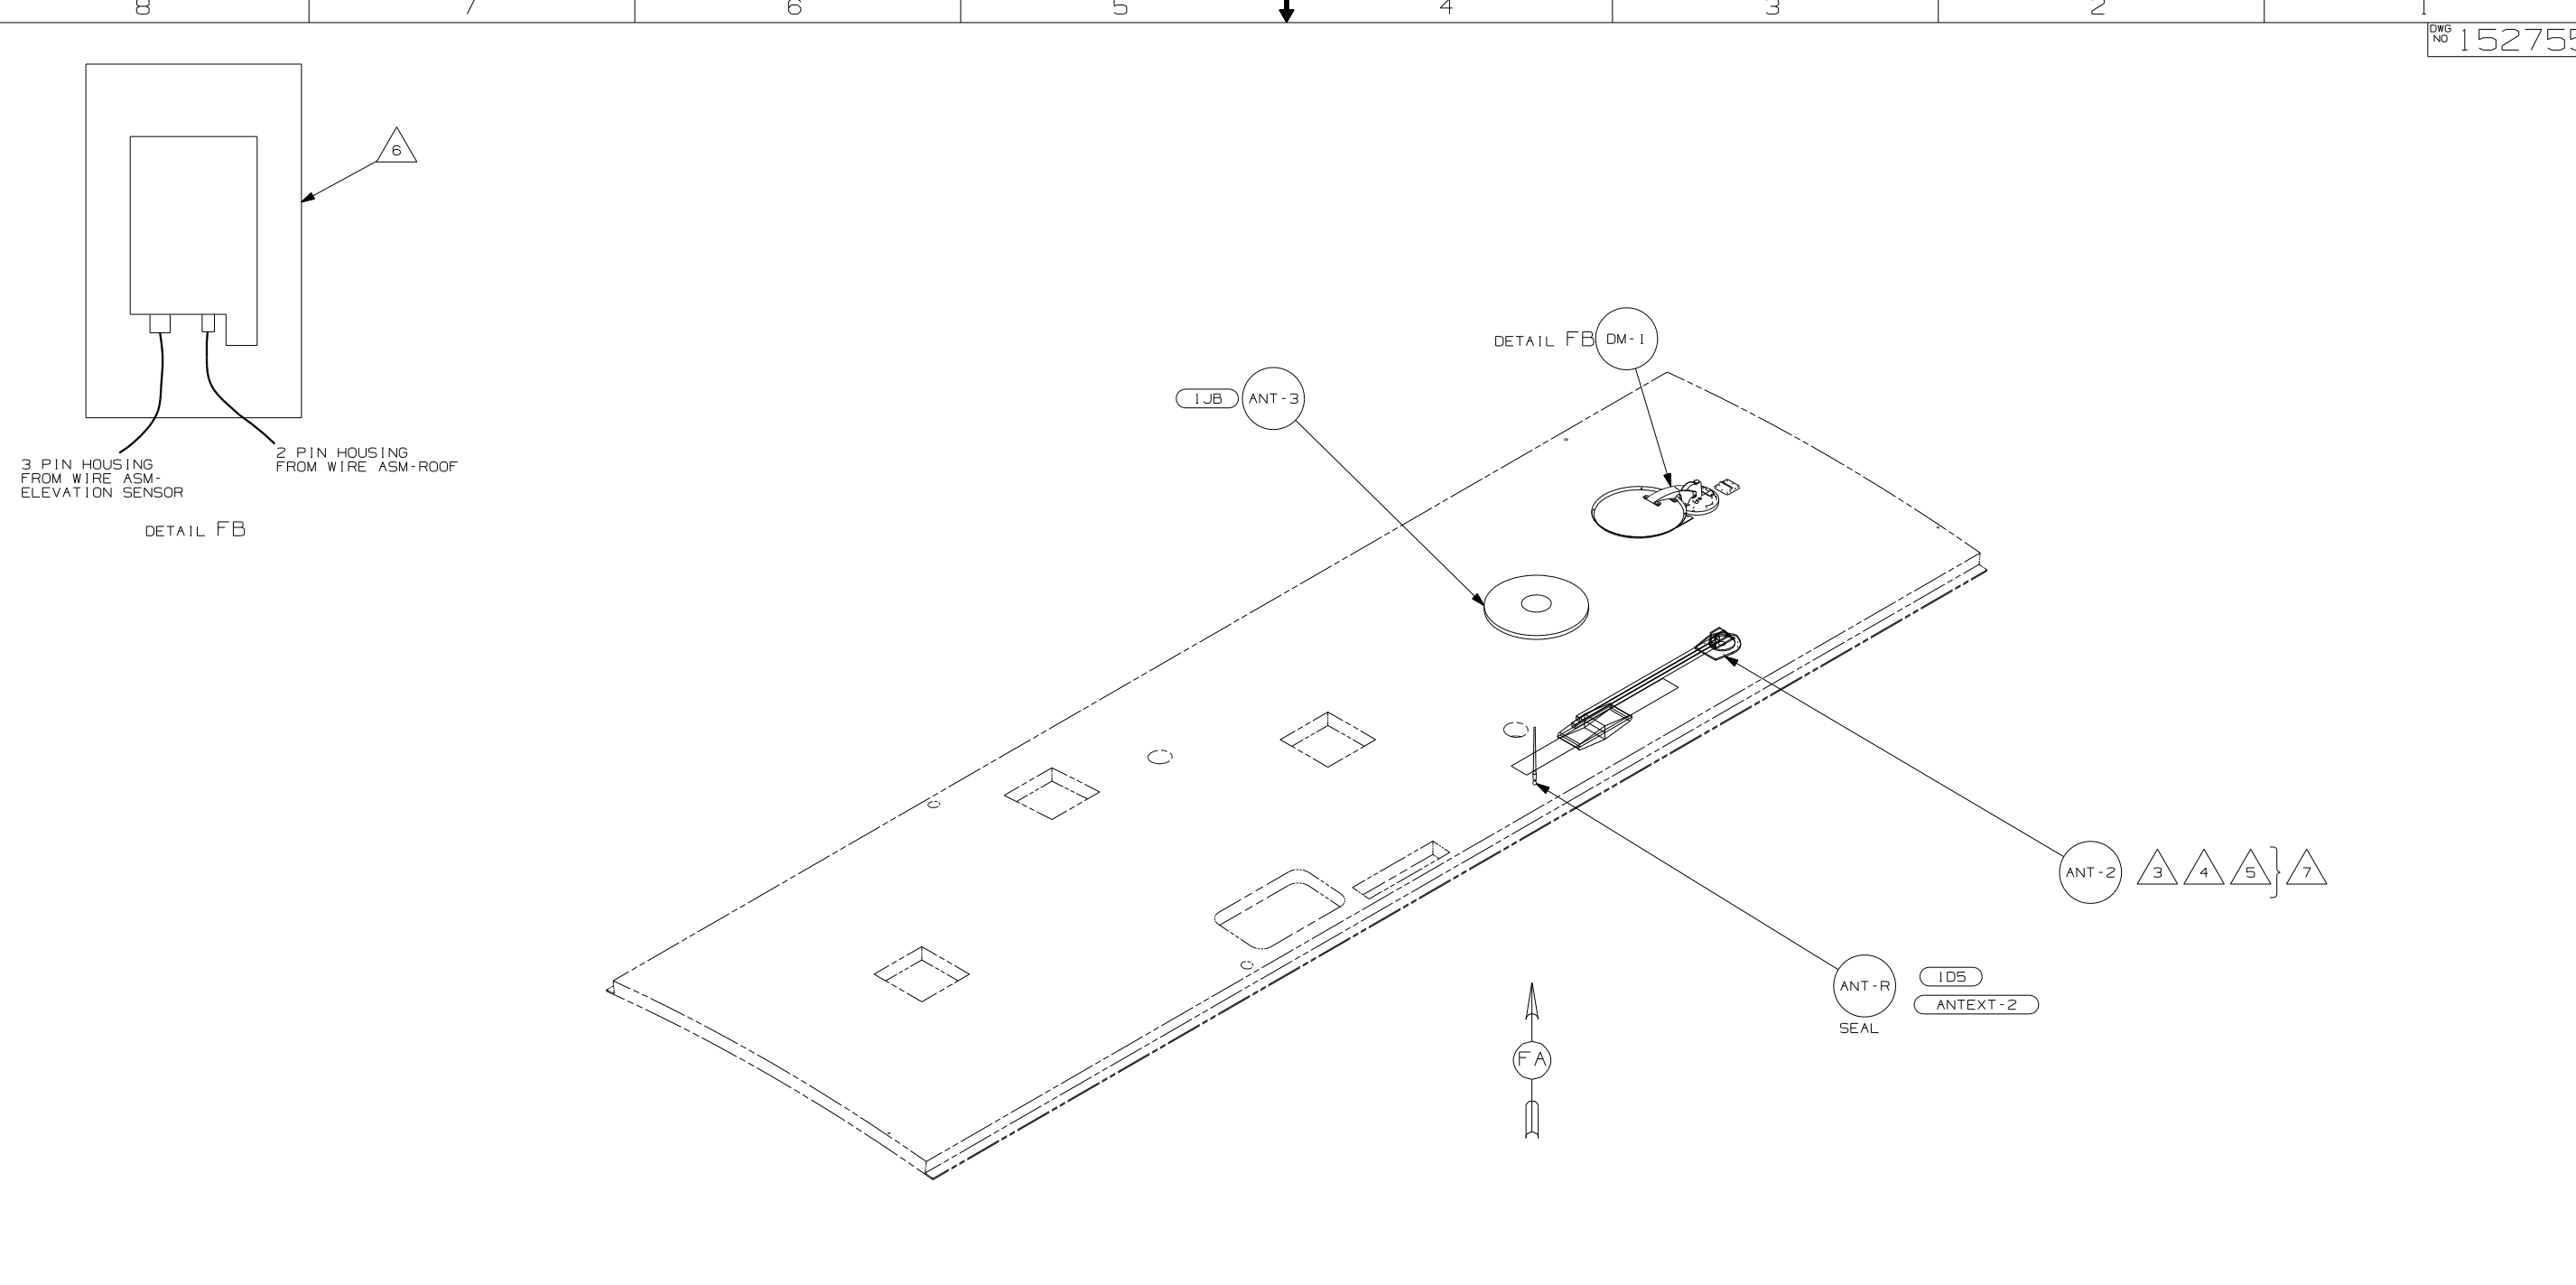 8 7 6 5 4 3 2 1
DWG
NO 152755
6
3 PIN HOUSING
FROM WIRE ASM-
ELEVATION SENSOR
2 PIN HOUSING
FROM WIRE ASM-ROOF
DETAIL FB
DETAIL FB DM-1
1JB ANT-3
ANT-2 3 4 5 7
ANT-R 1D5
ANTEXT-2
SEAL
FA